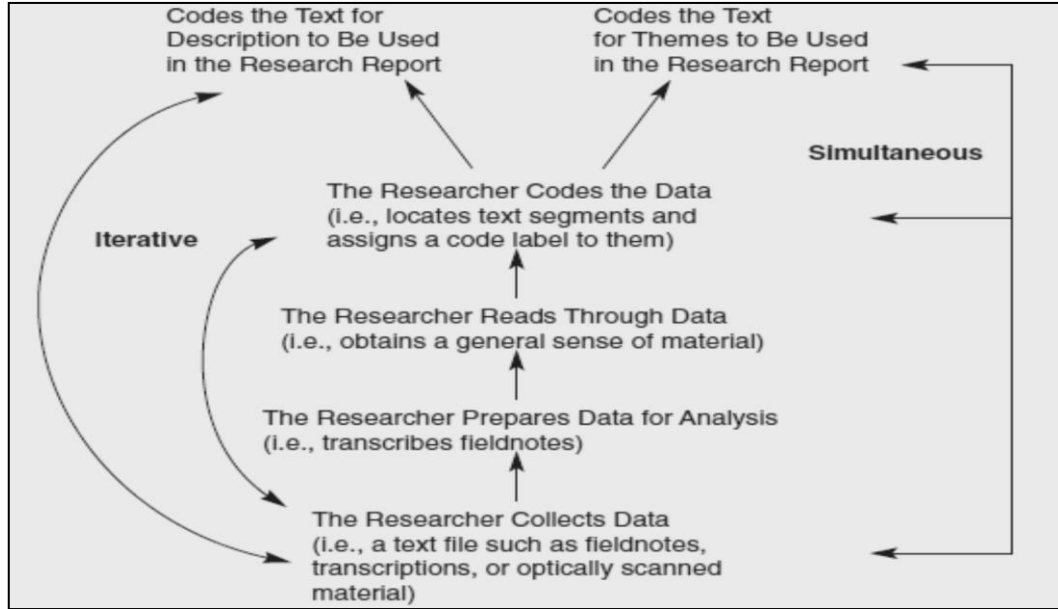 Codes the Text for
Description to Be Used
in the Research Report
Codes the Text
for Themes to Be Used
in the Research Report
Simultaneous
The Researcher Codes the Data
(i.e., locates text segments and
assigns a code label to them)
Iterative
The Researcher Reads Through Data
(i.e., obtains a general sense of material)
The Researcher Prepares Data for Analysis
(i.e., transcribes fieldnotes)
The Researcher Collects Data
(i.e., a text file such as fieldnotes,
transcriptions, or optically scanned
material)